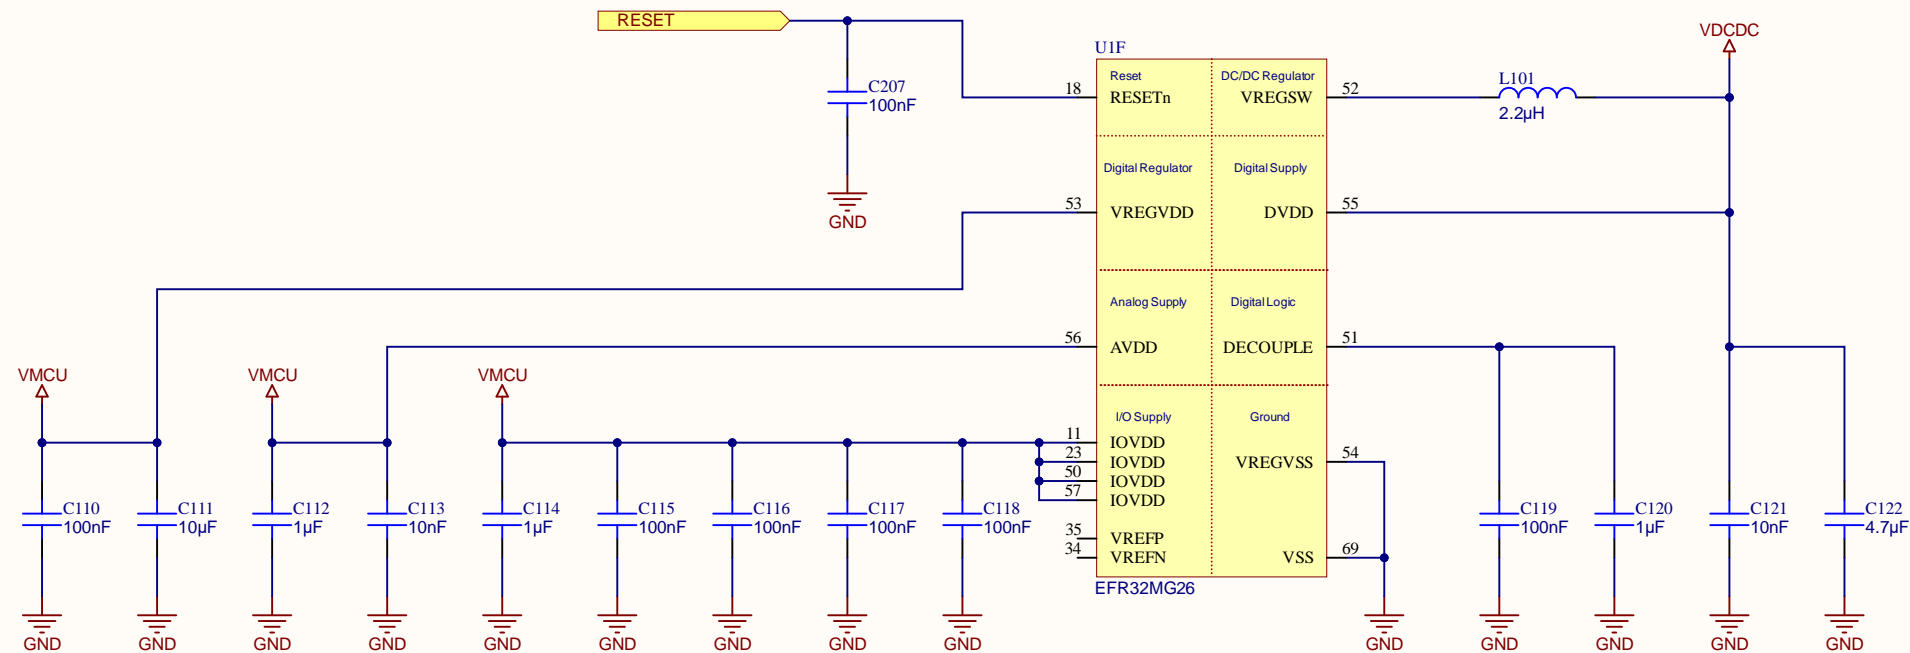 RESET
VDCDC
U1F
Reset
DC/DC Regulator
L101
C207
18
RESETn
VREGSW
52
100nF
2.2µH
Digital Regulator
Digital Supply
53
VREGVDD
DVDD
55
GND
Analog Supply
Digital Logic
56
AVDD
DECOUPLE
51
VMCU
VMCU
VMCU
I/O Supply
Ground
11
IOVDD
23
IOVDD
VREGVSS
54
50
IOVDD
57
IOVDD
C110
100nF
C111
10µF
C112
1µF
C113
10nF
C114
1µF
C115
100nF
C116
100nF
C117
100nF
C118
100nF
C119
100nF
C120
1µF
C121
10nF
C122
4.7µF
35
VREFP
34
VREFN
VSS
69
EFR32MG26
GND
GND
GND
GND
GND
GND
GND
GND
GND
GND
GND
GND
GND
GND